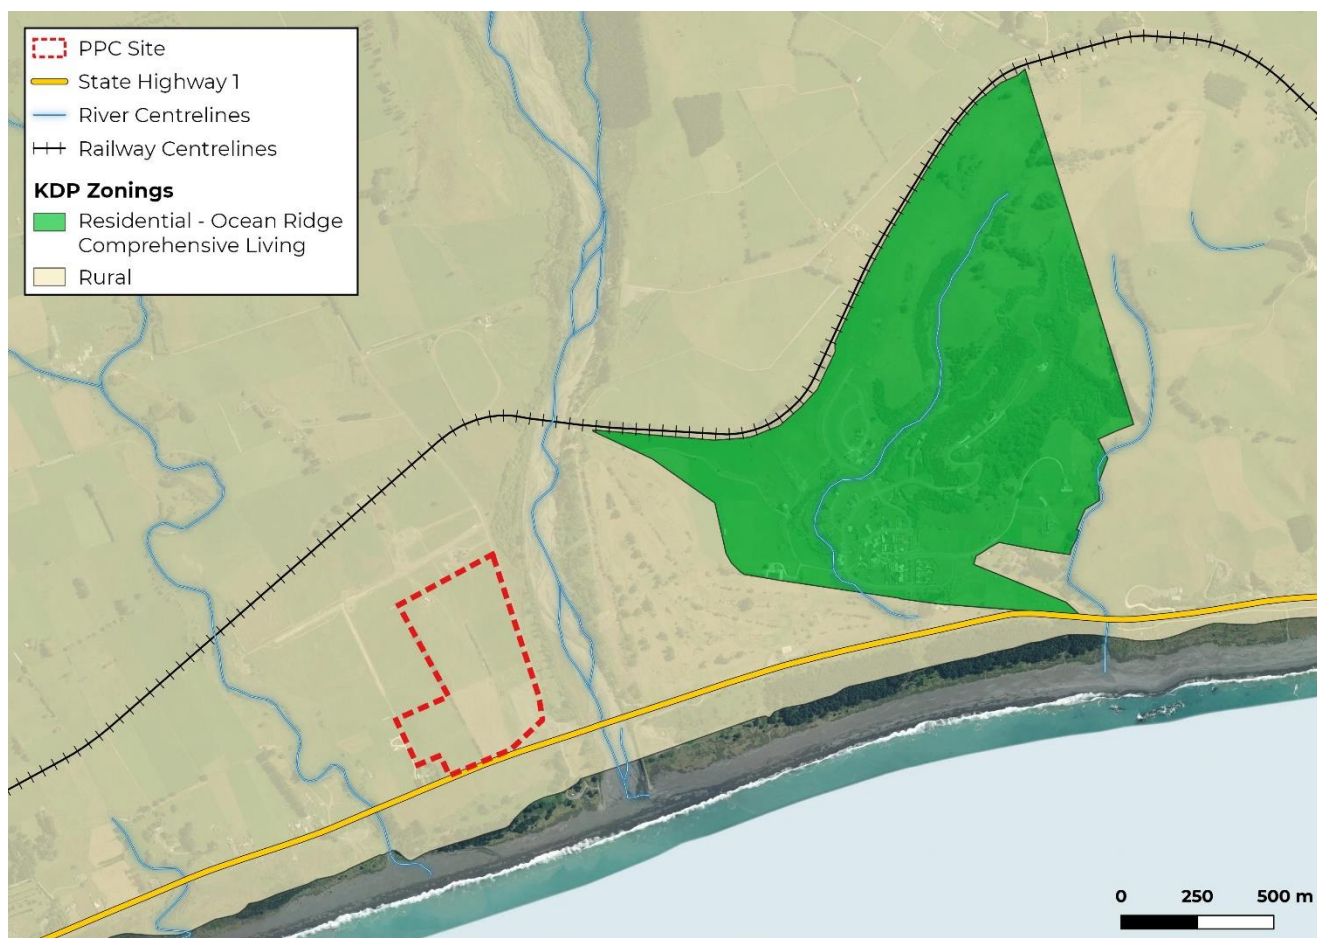 PPC Site
State Highway 1
River Centrelines
Railway Centrelines
KDP Zonings
Residential - Ocean Ridge
Comprehensive Living
Rural
0 250 500 m